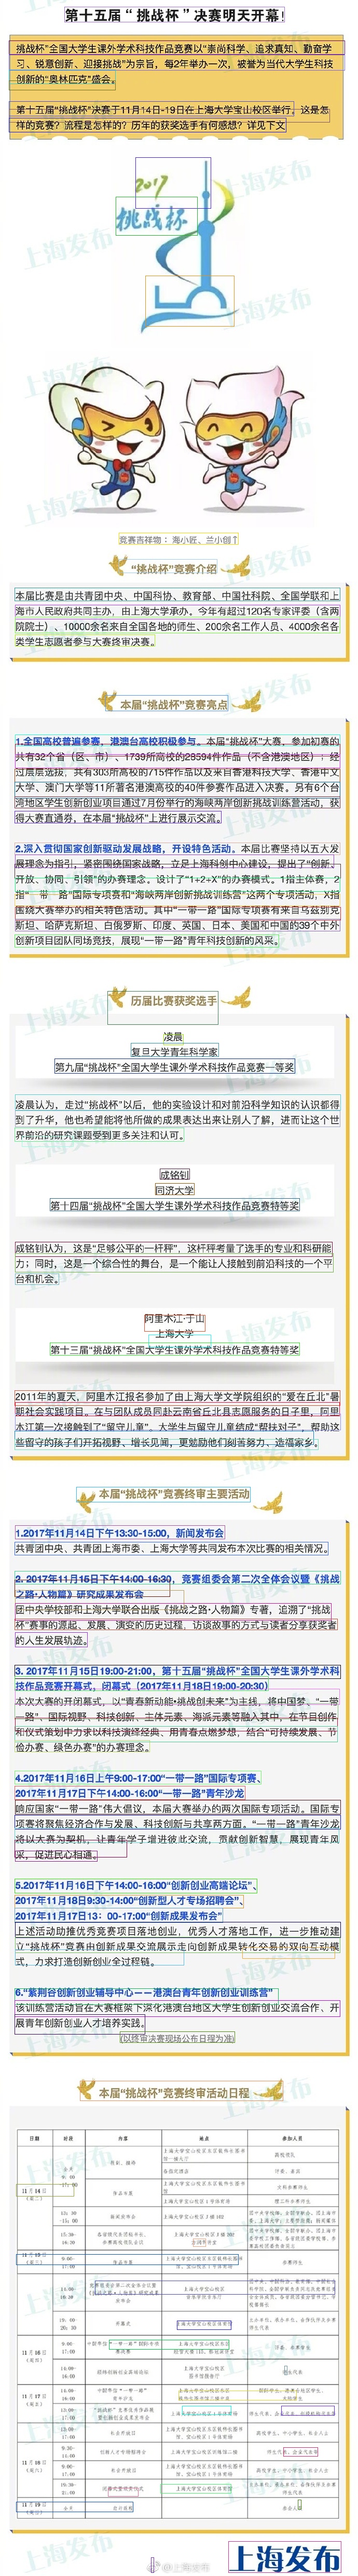 第十五届“挑战杯”决赛明天开幕！
挑战杯”全国大学生课外学术科技作品竞赛以“崇尚科学、追求真知、勤奋学
习、锐意创新、迎接挑战”为宗旨，每2年举办一次，被誉为当代大学生科技
创新的“奥林匹克”盛会。
第十五届“挑战杯”决赛于11月14日-19日在上海大学宝山校区举行，这是怎
样的竞赛？流程是怎样的？历年的获奖选手有何感想？详见下文
2017
挑战杯
竞赛吉祥物：海小匠、兰小创↑
“挑战杯”竞赛介绍
本届比赛是由共青团中央、中国科协、教育部、中国社科院、全国学联和上
海市人民政府共同主办，由上海大学承办。今年有超过120名专家评委（含两
院院士）、10000余名来自全国各地的师生、200余名工作人员、4000余名各
类学生志愿者参与大赛终审决赛。
本届“挑战杯”竞赛亮点
1.全国高校普遍参赛，港澳台高校积极参与。本届“挑战杯”大赛，参加初赛的
共有32个省（区、市）、1739所高校的28594件作品（不含港澳地区）；经
过层层选拔，共有303所高校的715件作品以及来自香港科技大学、香港中文
大学、澳门大学等11所著名港澳高校的40件参赛作品进入决赛。另有6个台
湾地区学生创新创业项目通过7月份举行的海峡两岸创新挑战训练营活动，获
得大赛直通券，在本届“挑战杯”上进行展示交流。
2.深入贯彻国家创新驱动发展战略，开设特色活动。本届比赛坚持以五大发
展理念为指引，紧密围绕国家战略，立足上海科创中心建设，提出了“创新、
开放、协同、引领”的办赛理念。设计了“1+2+X”的办赛模式。1指主体赛，2
指“一带一路”国际专项赛和“海峡两岸创新挑战训练营”这两个专项活动，X指
围绕大赛举办的相关特色活动。其中“一带一路”国际专项赛有来自乌兹别克
斯坦、哈萨克斯坦、白俄罗斯、印度、英国、日本、美国和中国的39个中外
创新项目团队同场竞技，展现“一带一路”青年科技创新的风采。
历届比赛获奖选手
凌晨
复旦大学青年科学家
第九届“挑战杯”全国大学生课外学术科技作品竞赛一等奖
凌晨认为，走过“挑战杯”以后，他的实验设计和对前沿科学知识的认识都得
到了升华，他也希望能将他所做的成果表达出来让别人了解，进而让这个世
界前沿的研究课题受到更多关注和认可。
成铭钊
同济大学
第十四届“挑战杯”全国大学生课外学术科技作品竞赛特等奖
成铭钊认为，这是“足够公平的一杆秤”，这杆秤考量了选手的专业和科研能
力；同时，这是一个综合性的舞台，是一个能让人接触到前沿科技的一个平
台和机会。
阿里木江·于山
上海大学
第十三届“挑战杯”全国大学生课外学术科技作品竞赛特等奖
2011年的夏天，阿里木江报名参加了由上海大学文学院组织的“爱在丘北”暑
期社会实践项目。在与团队成员同赴云南省丘北县志愿服务的日子里，阿里
木江第一次接触到了“留守儿童”。大学生与留守儿童结成“帮扶对子”，帮助这
些留守的孩子们开拓视野、增长见闻，更勉励他们刻苦努力、造福家乡。
本届“挑战杯”竞赛终审主要活动
1.2017年11月14日下午13:30-15:00，新闻发布会
共青团中央、共青团上海市委、上海大学等共同发布本次比赛的相关情况。
2. 2017年11月15日下午14:00-16:30，竞赛组委会第二次全体会议暨《挑战
之路·人物篇》研究成果发布会
团中央学校部和上海大学联合出版《挑战之路·人物篇》专著，追溯了“挑战
杯”赛事的源起、发展、演变的历史过程，访谈故事的方式与读者分享获奖者
的人生发展轨迹。
3. 2017年11月15日19:00-21:00，第十五届“挑战杯”全国大学生课外学术科
技作品竞赛开幕式，闭幕式（2017年11月18日19:00-20:30）
本次大赛的开闭幕式，以“青春新动能·挑战创未来”为主线，将中国梦、“一带
一路”、国际视野、科技创新、主体元素、海派元素等融入其中，在节目创作
和仪式策划中力求以科技演绎经典、用青春点燃梦想，结合“可持续发展、节
俭办赛、绿色办赛”的办赛理念。
4.2017年11月16日上午9:00-17:00“一带一路”国际专项赛、
2017年11月17日下午14:00-16:00“一带一路”青年沙龙
响应国家“一带一路”伟大倡议，本届大赛举办的两次国际专项活动。国际专
项赛将聚焦经济合作与发展、科技创新与共享两方面。“一带一路”青年沙龙
将以大赛为契机，让青年学子增进彼此交流，贡献创新智慧，展现青年风
采，促进民心相通。
5.2017年11月16日下午14:00-16:00“创新创业高端论坛”、
2017年11月18日9:30-14:00“创新型人才专场招聘会”、
2017年11月17日13：00-17:00“创新成果发布会”
上述活动助推优秀竞赛项目落地创业，优秀人才落地工作，进一步推动建
立“挑战杯”竞赛由创新成果交流展示走向创新成果转化交易的双向互动模
式，力求打造创新创业全过程链。
6.“紫荆谷创新创业辅导中心——港澳台青年创新创业训练营”
该训练营活动旨在大赛框架下深化港澳台地区大学生创新创业交流合作、开
展青年创新创业人才培养实践。
(以终审决赛现场公布日程为准)
本届“挑战杯”竞赛终审活动日程
日期 时段 内容 地点 参加人员
11月14日
11月15日
11月16日
11月17日
11月18日
11月19日
@上海发布
上海发布